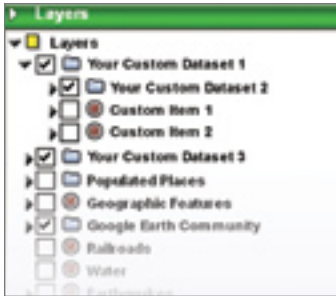 Layers
Layers
Your Custom Dataset 1
Your Custom Dataset 2
Custom Item 1
Custom Item 2
Your Custom Dataset 3
Populated Places
Geographic Features
Google Earth Community
Railroads
Water